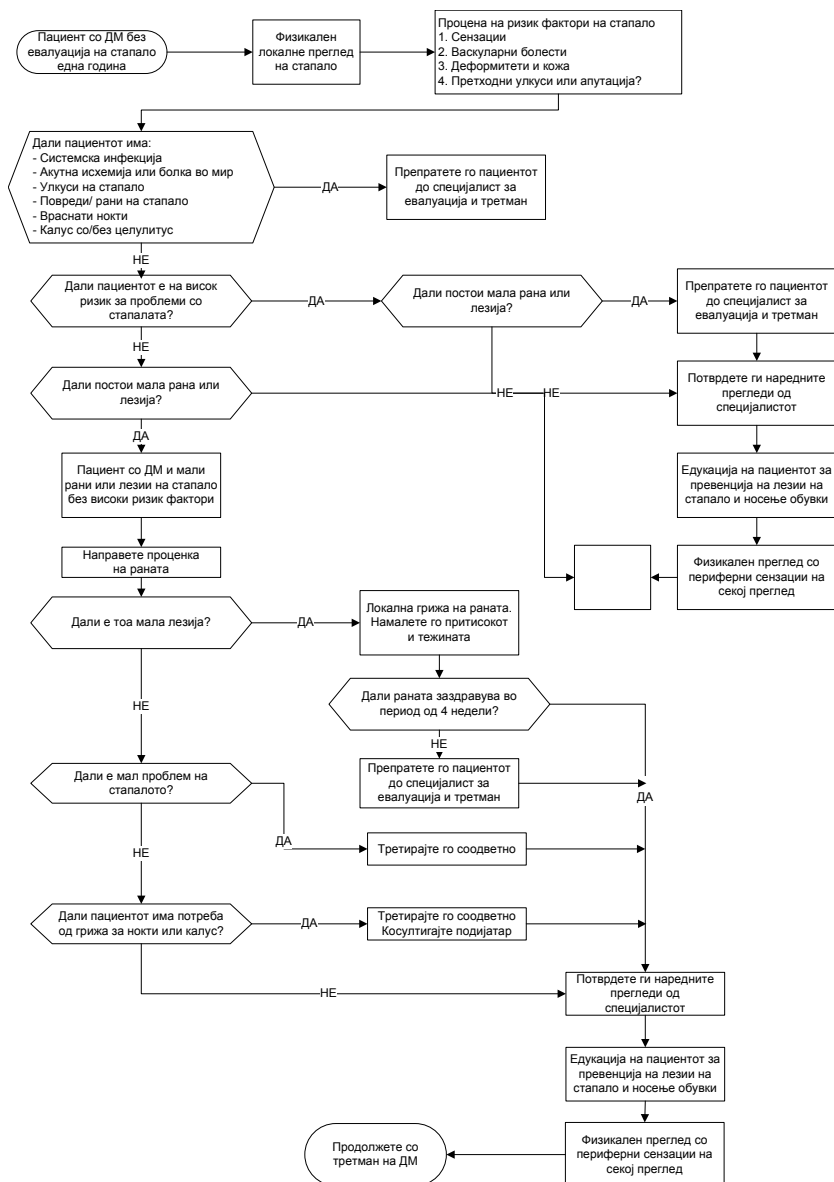 Пациент со ДМ без
евалуација на стапало
една година
Физикален
локалне преглед
на стапало
Процена на ризик фактори на стапало
1. Сензации
2. Васкуларни болести
3. Деформитети и кожа
4. Претходни улкуси или апутација?
Дали пациентот има:
- Системска инфекција
- Акутна исхемија или болка во мир
- Улкуси на стапало
- Повреди/ рани на стапало
- Враснати нокти
- Калус со/без целулитус
ДА
Препратете го пациентот
до специјалист за
евалуација и третман
НЕ
Дали пациентот е на висок
ризик за проблеми со
стапалата?
ДА
Дали постои мала рана или
лезија?
ДА
Препратете го пациентот
до специјалист за
евалуација и третман
НЕ
Дали постои мала рана или
лезија?
НЕ
НЕ
Потврдете ги наредните
прегледи од
специјалистот
ДА
Пациент со ДМ и мали
рани или лезии на стапало
без високи ризик фактори
Едукација на пациентот за
превенција на лезии на
стапало и носење обувки
Направете проценка
на раната
Физикален преглед со
периферни сензации на
секој преглед
Дали е тоа мала лезија?
ДА
Локална грижа на раната.
Намалете го притисокот
и тежината
Дали раната заздравува во
период од 4 недели?
НЕ
НЕ
Дали е мал проблем на
стапалото?
Препратете го пациентот
до специјалист за
евалуација и третман
ДА
ДА
Третирајте го соодветно
НЕ
Дали пациентот има потреба
од грижа за нокти или калус?
ДА
Третирајте го соодветно
Косултигајте подијатар
НЕ
Потврдете ги наредните
прегледи од
специјалистот
Едукација на пациентот за
превенција на лезии на
стапало и носење обувки
Физикален преглед со
периферни сензации на
секој преглед
Продолжете со
третман на ДМ